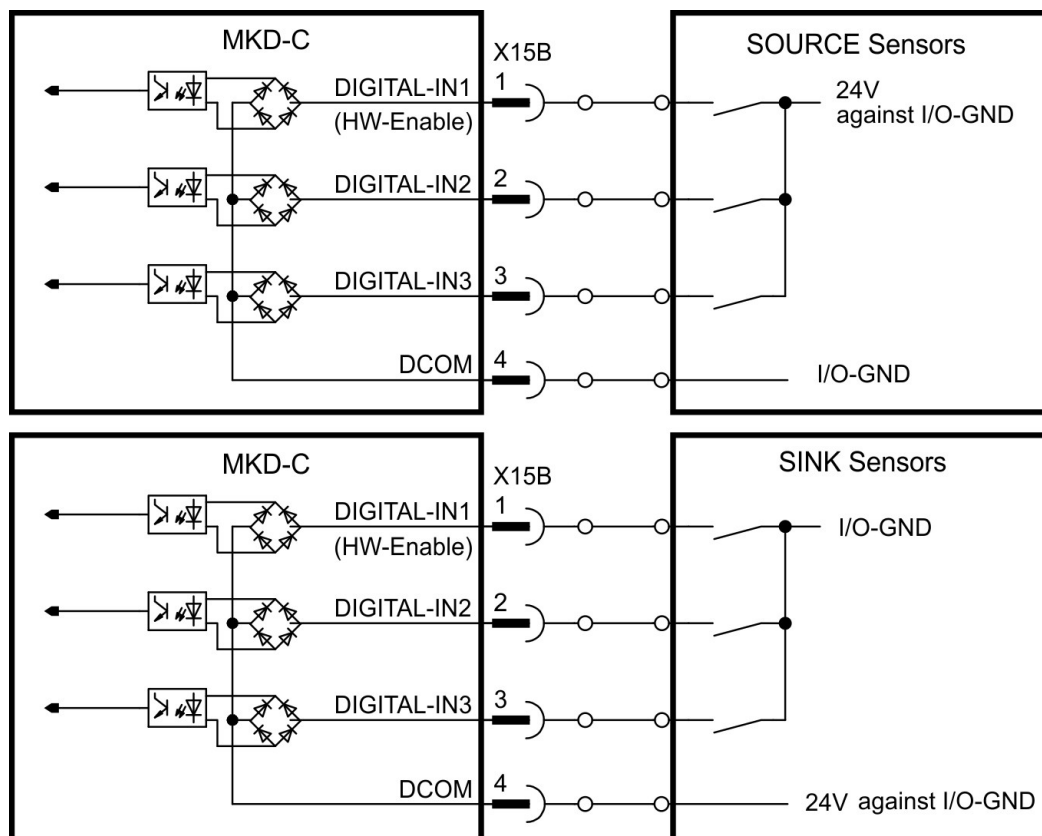 MKD-C
X15B
SOURCE Sensors
DIGITAL-IN1
(HW-Enable)
1
24V
against I/O-GND
DIGITAL-IN2
2
DIGITAL-IN3
3
DCOM
4
I/O-GND
MKD-C
X15B
SINK Sensors
DIGITAL-IN1
(HW-Enable)
1
I/O-GND
DIGITAL-IN2
2
DIGITAL-IN3
3
DCOM
4
24V against I/O-GND